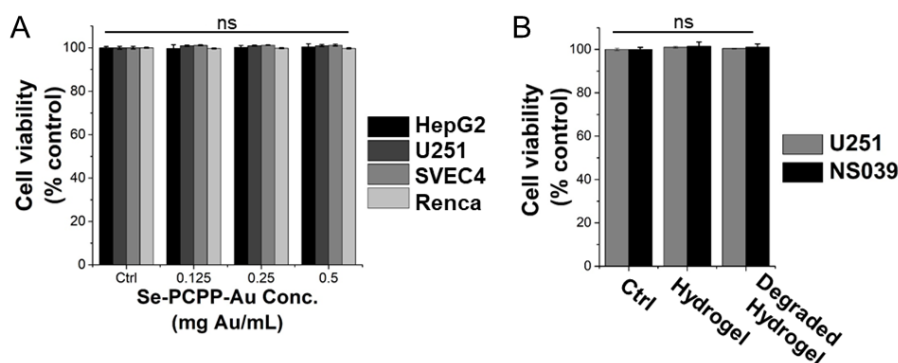 A
ns
Cell viability
(% control)
100
80
60
40
20
0
Ctrl 0.125 0.25 0.5
Se-PCPP-Au Conc.
(mg Au/mL)
HepG2
U251
SVEC4
Renca
B
ns
Cell viability
(% control)
100
80
60
40
20
0
Ctrl
Hydrogel
Degraded
Hydrogel
U251
NS039